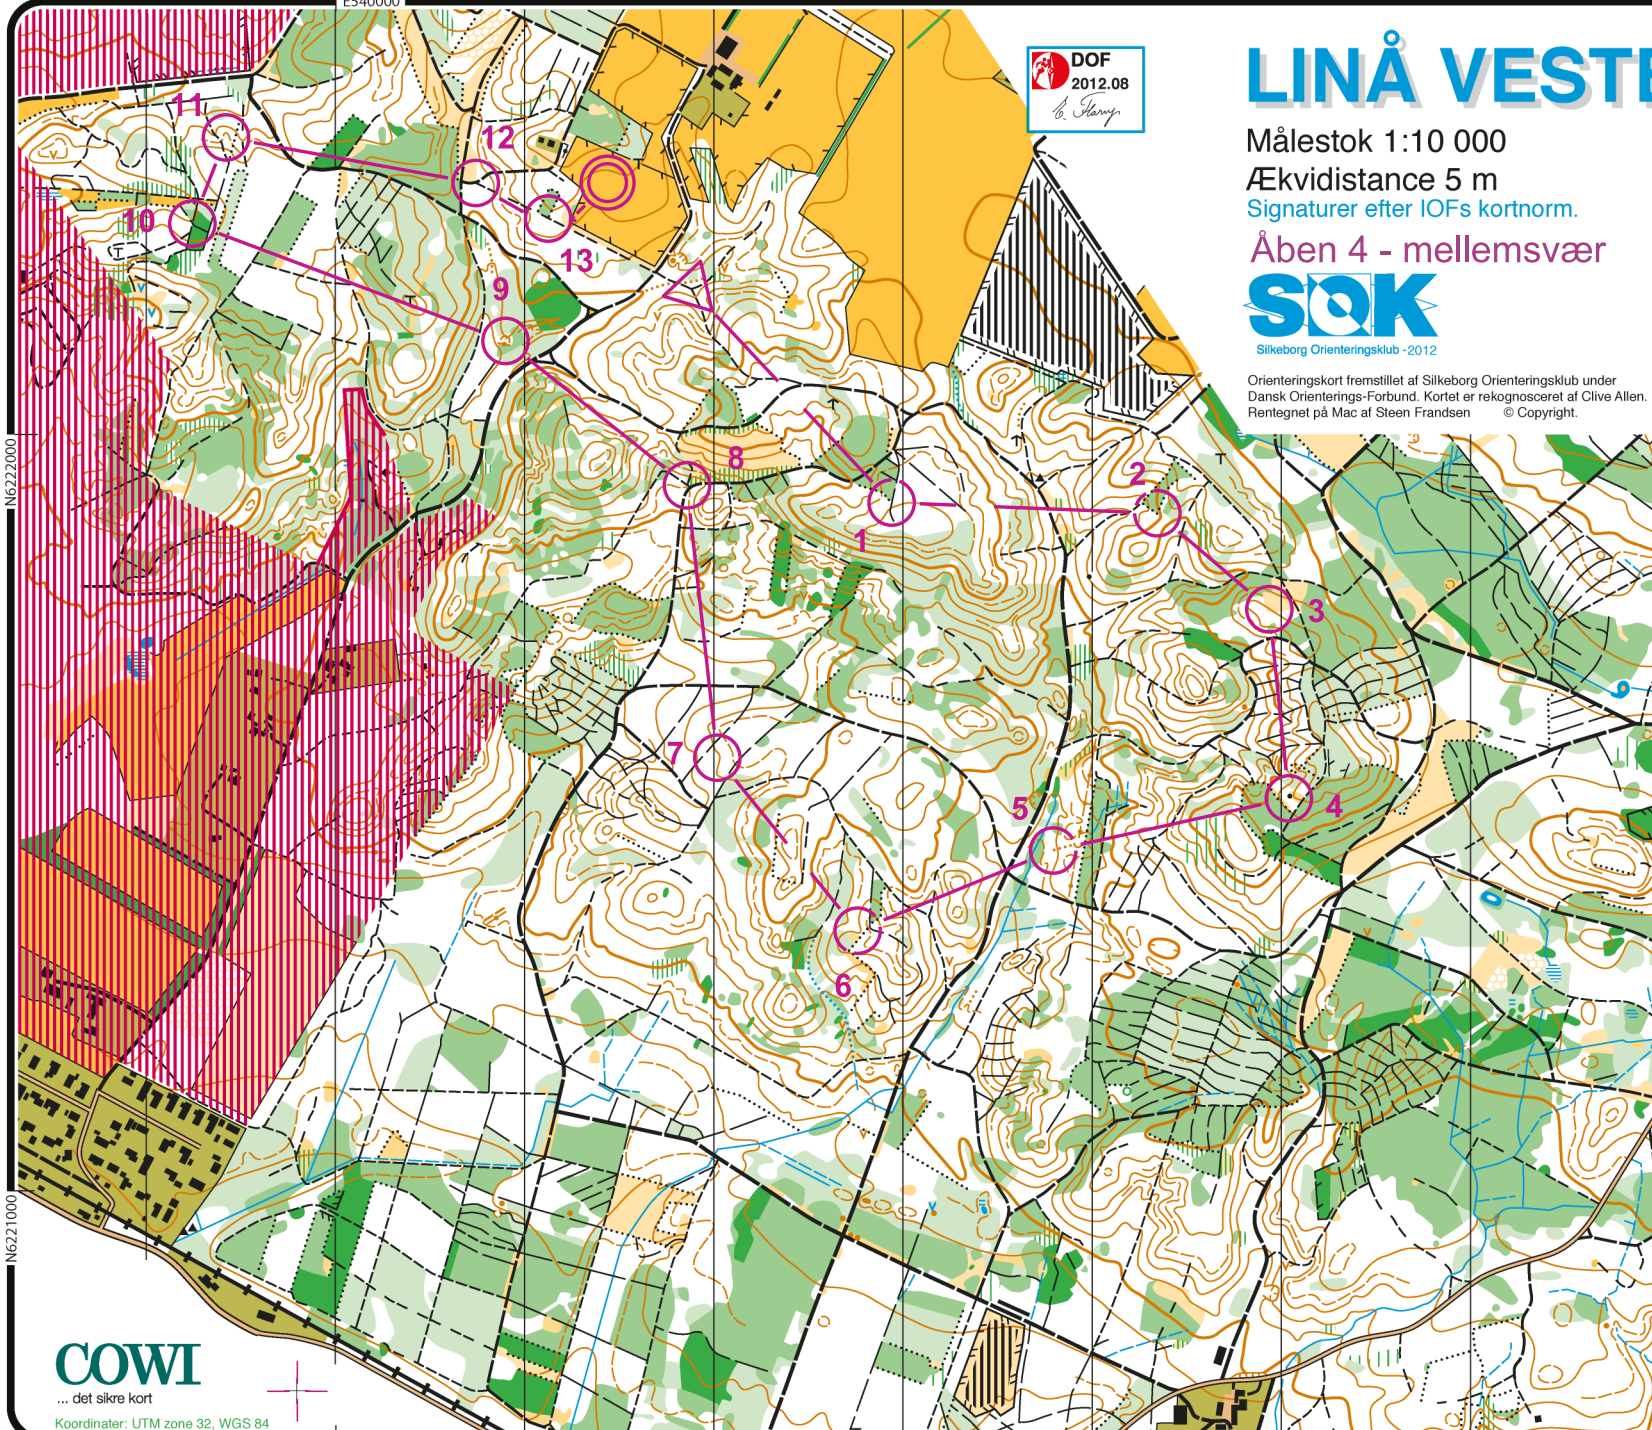 E540000
DOF
2012.08
LINÅ VESTE
Målestok 1:10 000
Ækvidistance 5 m
Signaturer efter IOFs kortnorm.
Åben 4 - mellemsvær
SOK
Silkeborg Orienteringsklub -2012
Orienteringskort fremstillet af Silkeborg Orienteringsklub under
Dansk Orienterings-Forbund. Kortet er rekognosceret af Clive Allen.
Rentegnet på Mac af Steen Frandsen © Copyright.
11
12
10
13
9
8
2
1
3
7
5
4
6
N6222000
N6221000
COWI
... det sikre kort
Koordinater: UTM zone 32, WGS 84